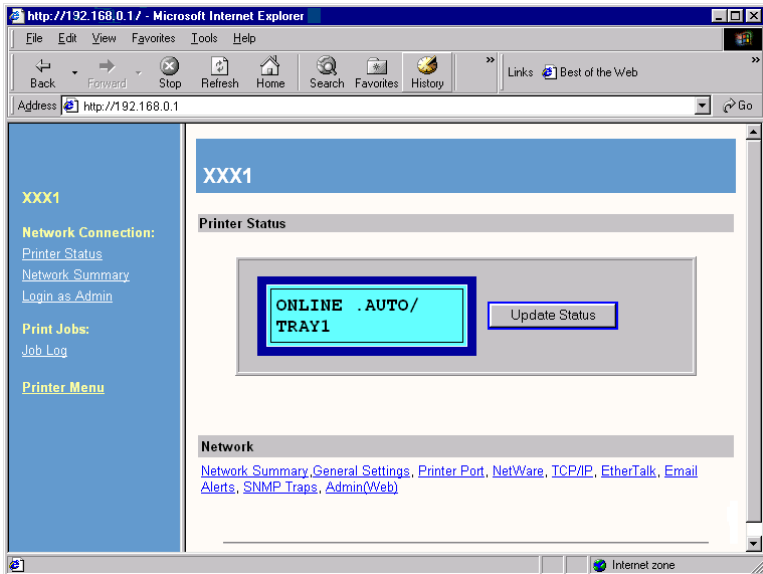 http://192.168.0.1/ - Microsoft Internet Explorer
File Edit View Favorites Tools Help
Back Forward Stop Refresh Home Search Favorites History » Links Best of the Web »
Address http://192.168.0.1 Go
XXX1
Network Connection:
Printer Status
Network Summary
Login as Admin
Print Jobs:
Job Log
Printer Menu
XXX1
Printer Status
ONLINE .AUTO/
TRAY1
Update Status
Network
Network Summary,General Settings, Printer Port, NetWare, TCP/IP, EtherTalk, Email
Alerts, SNMP Traps, Admin(Web)
Internet zone